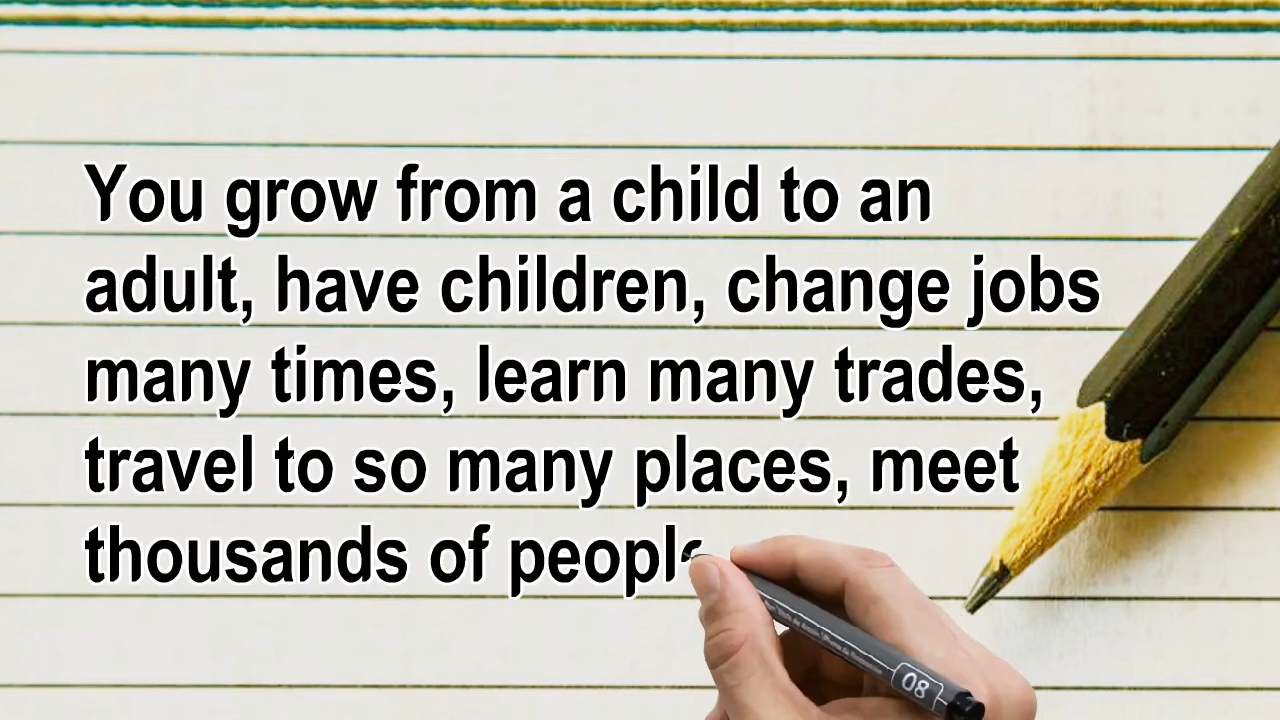 You grow from a child to an
adult, have children, change jobs
many times, learn many trades,
travel to so many places, meet
thousands of people
08